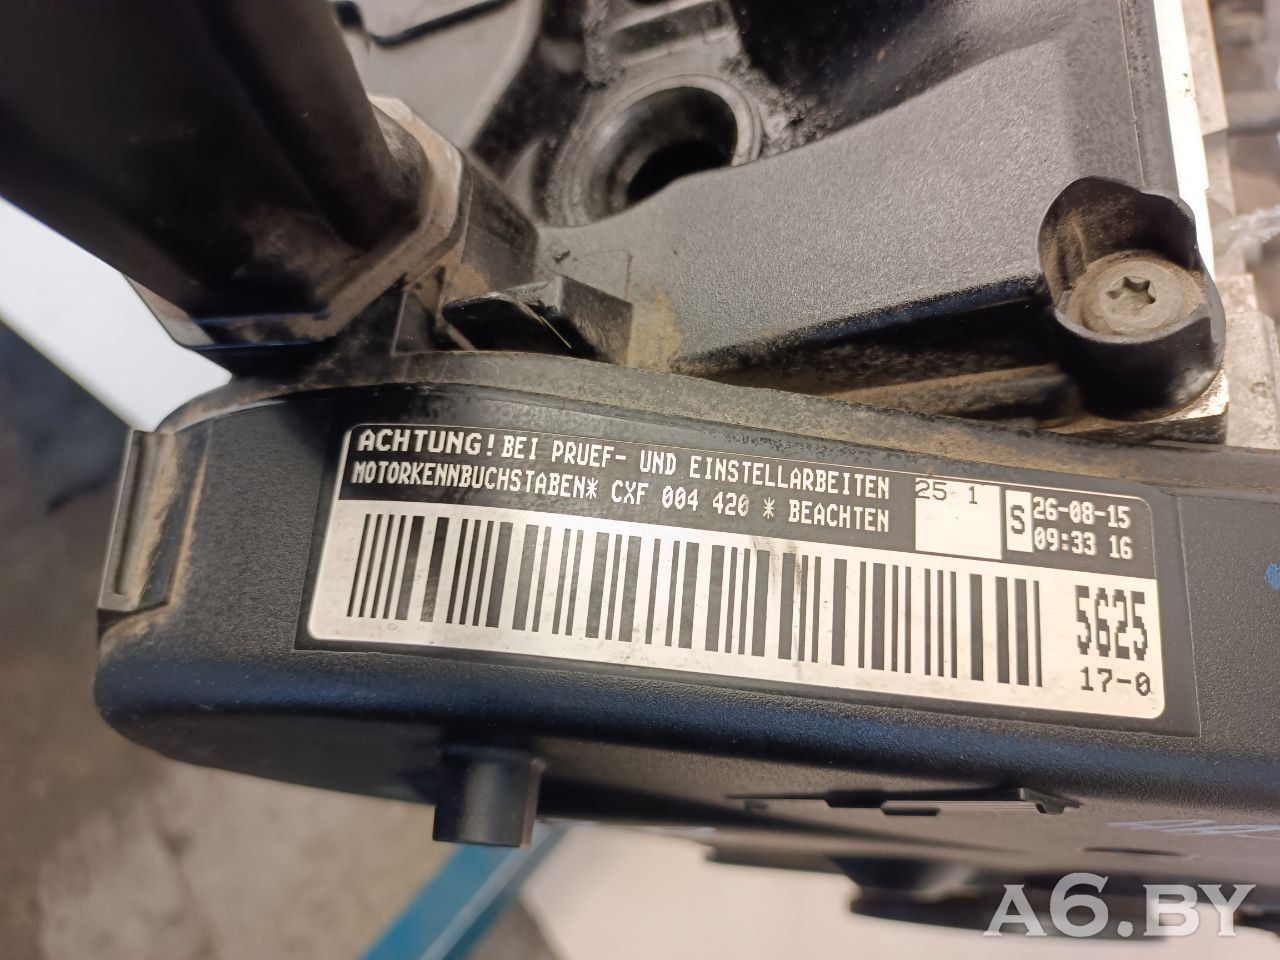 ACHTUNG! BEI PRUEF- UND EINSTELLARBEITEN
MOTORKENNBUCHSTABEN* CXF 004 420 * BEACHTEN
25 1
S
26-08-15
09:33 16
5625
17-0
A6.BY